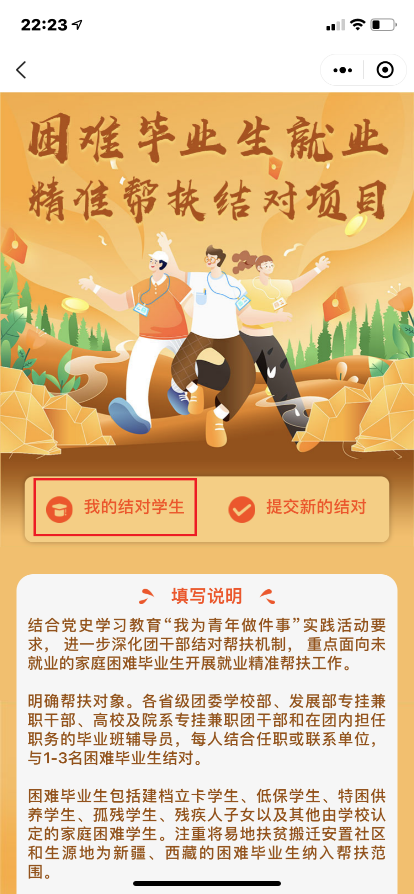 22:23
困难毕业生就业
精准帮扶结对项目
我的结对学生
提交新的结对
填写说明
结合党史学习教育“我为青年做件事”实践活动要
求，进一步深化团干部结对帮扶机制，重点面向未
就业的家庭困难毕业生开展就业精准帮扶工作。
明确帮扶对象。各省级团委学校部、发展部专挂兼
职干部、高校及院系专挂兼职团干部和在团内担任
职务的毕业班辅导员，每人结合任职或联系单位，
与1-3名困难毕业生结对。
困难毕业生包括建档立卡学生、低保学生、特困供
养学生、孤残学生、残疾人子女以及其他由学校认
定的家庭困难学生。注重将易地扶贫搬迁安置社区
和生源地为新疆、西藏的困难毕业生纳入帮扶范
围。